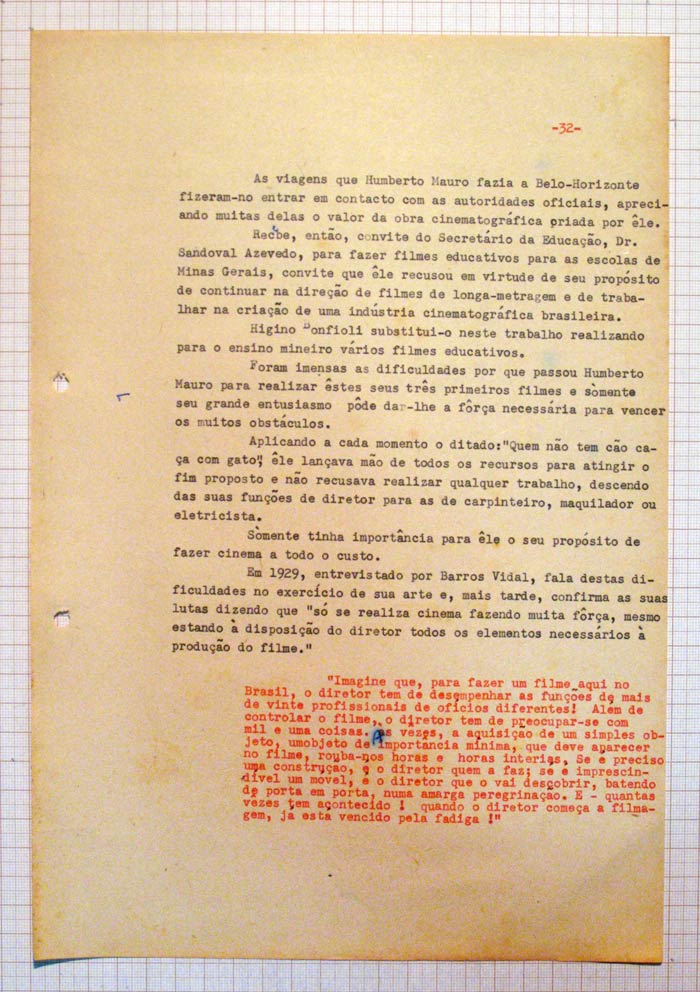 -32-
As viagens que Humberto Mauro fazia a Belo-Horizonte
fizeram-no entrar em contacto com as autoridades oficiais, apreci-
ando muitas delas o valor da obra cinematográfica criada por êle.
Recebe, então, convite do Secretário da Educação, Dr.
Sandoval Azevedo, para fazer filmes educativos para as escolas de
Minas Gerais, convite que êle recusou em virtude de seu propósito
de continuar na direção de filmes de longa-metragem e de traba-
lhar na criação de uma indústria cinematográfica brasileira.
Higino Bonfioli substitui-o neste trabalho realizando
para o ensino mineiro vários filmes educativos.
Foram imensas as dificuldades por que passou Humberto
Mauro para realizar êstes seus três primeiros filmes e sòmente
seu grande entusiasmo pôde dar-lhe a fôrça necessária para vencer
os muitos obstáculos.
Aplicando a cada momento o ditado:"Quem não tem cão ca-
ça com gato", êle lançava mão de todos os recursos para atingir o
fim proposto e não recusava realizar qualquer trabalho, descendo
das suas funções de diretor para as de carpinteiro, maquilador ou
eletricista.
Sòmente tinha importância para êle o seu propósito de
fazer cinema a todo o custo.
Em 1929, entrevistado por Barros Vidal, fala destas di-
ficuldades no exercício de sua arte e, mais tarde, confirma as suas
lutas dizendo que "só se realiza cinema fazendo muita fôrça, mesmo
estando à disposição do diretor todos os elementos necessários à
produção do filme."
"Imagine que, para fazer um filme aqui no
Brasil, o diretor tem de desempenhar as funções de mais
de vinte profissionais de ofícios diferentes! Alem de
controlar o filme, o diretor tem de preocupar-se com
mil e uma coisas. As vezes, a aquisição de um simples ob-
jeto, umobjeto de importancia mínima, que deve aparecer
no filme, rouba-nos horas e horas inteiras. Se é preciso
uma construção, é o diretor quem a faz; se é imprescin-
dível um movel, é o diretor que o vai descobrir, batendo
de porta em porta, numa amarga peregrinação. E - quantas
vezes tem acontecido ! quando o diretor começa a filma-
gem, já está vencido pela fadiga !"